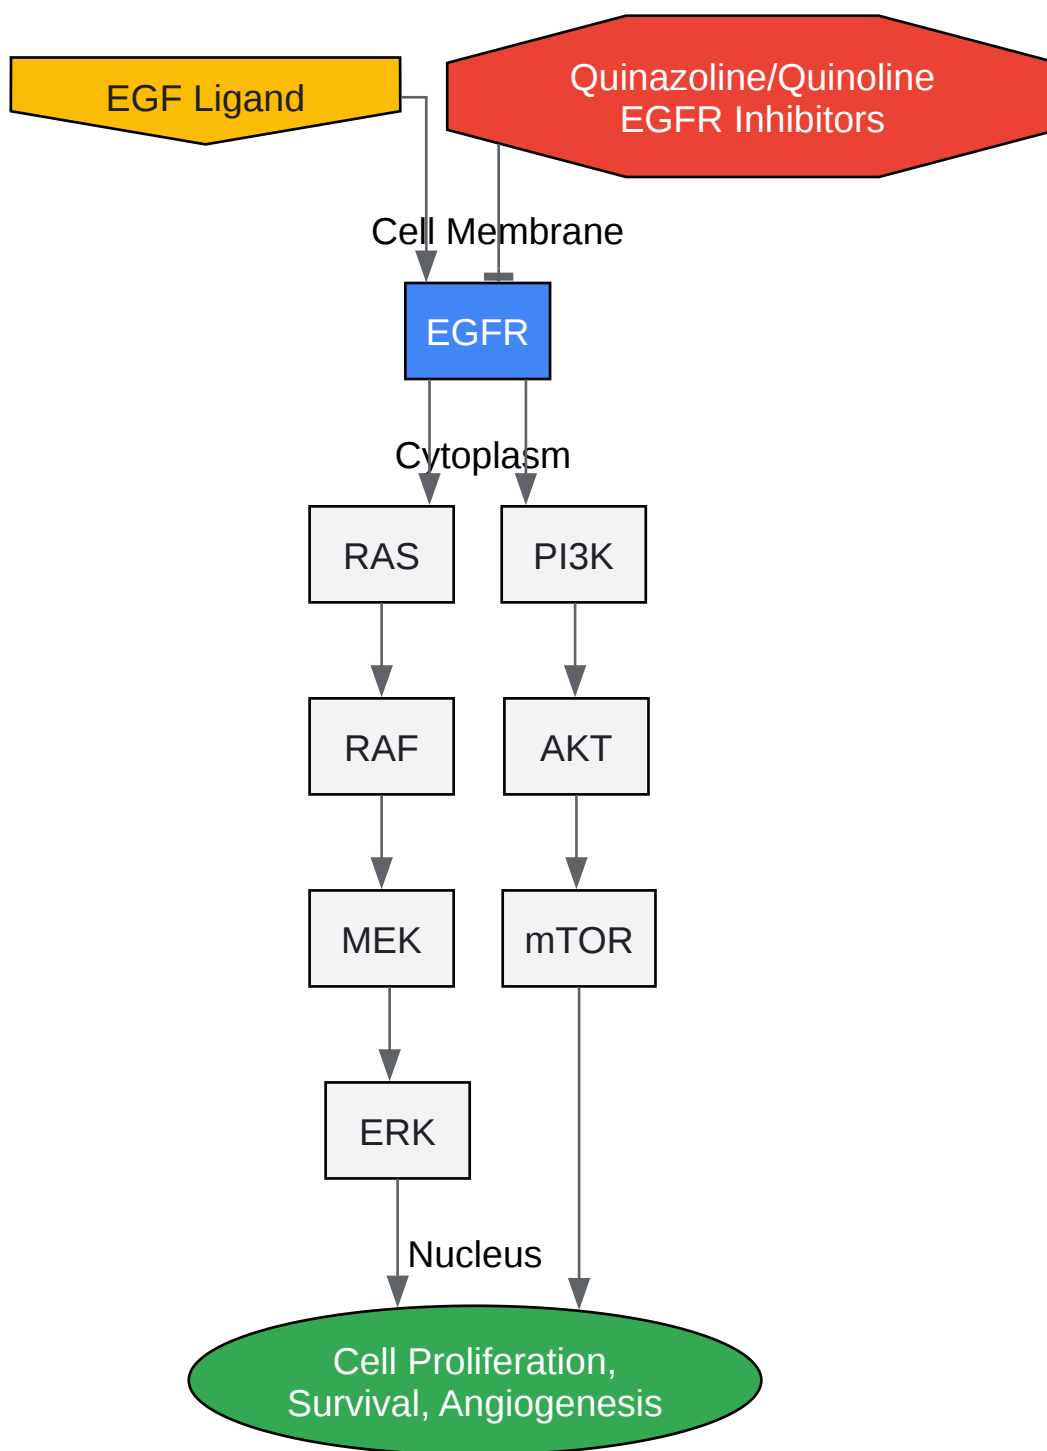 EGF Ligand
Quinazoline/Quinoline
EGFR Inhibitors
Cell Membrane
EGFR
Cytoplasm
RAS
PI3K
RAF
AKT
MEK
mTOR
ERK
Nucleus
Cell Proliferation,
Survival, Angiogenesis